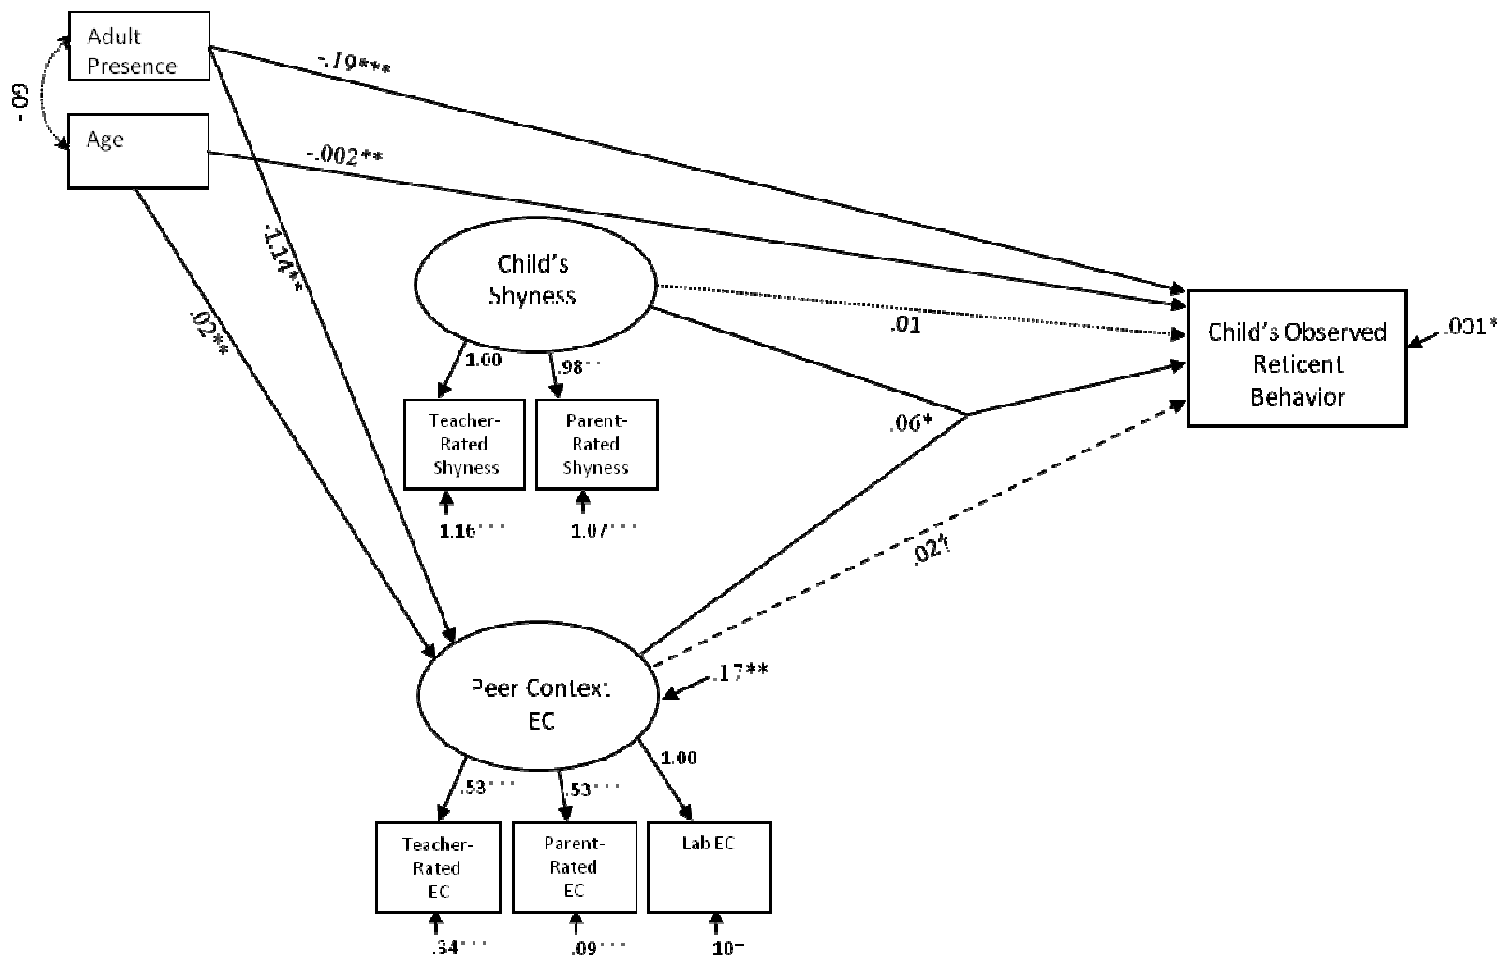 Adult
Presence
-.19***
-.09
Age
-.002**
-1.14**
.02**
Child's
Shyness
.01
.001*
Child's Observed
Reticent
Behavior
1.00
.98***
.06*
Teacher-
Rated
Shyness
Parent-
Rated
Shyness
1.16***
1.07***
.02†
Peer Context
EC
.17**
1.00
.53***
.53***
Teacher-
Rated
EC
Parent-
Rated
EC
Lab EC
.34***
.09***